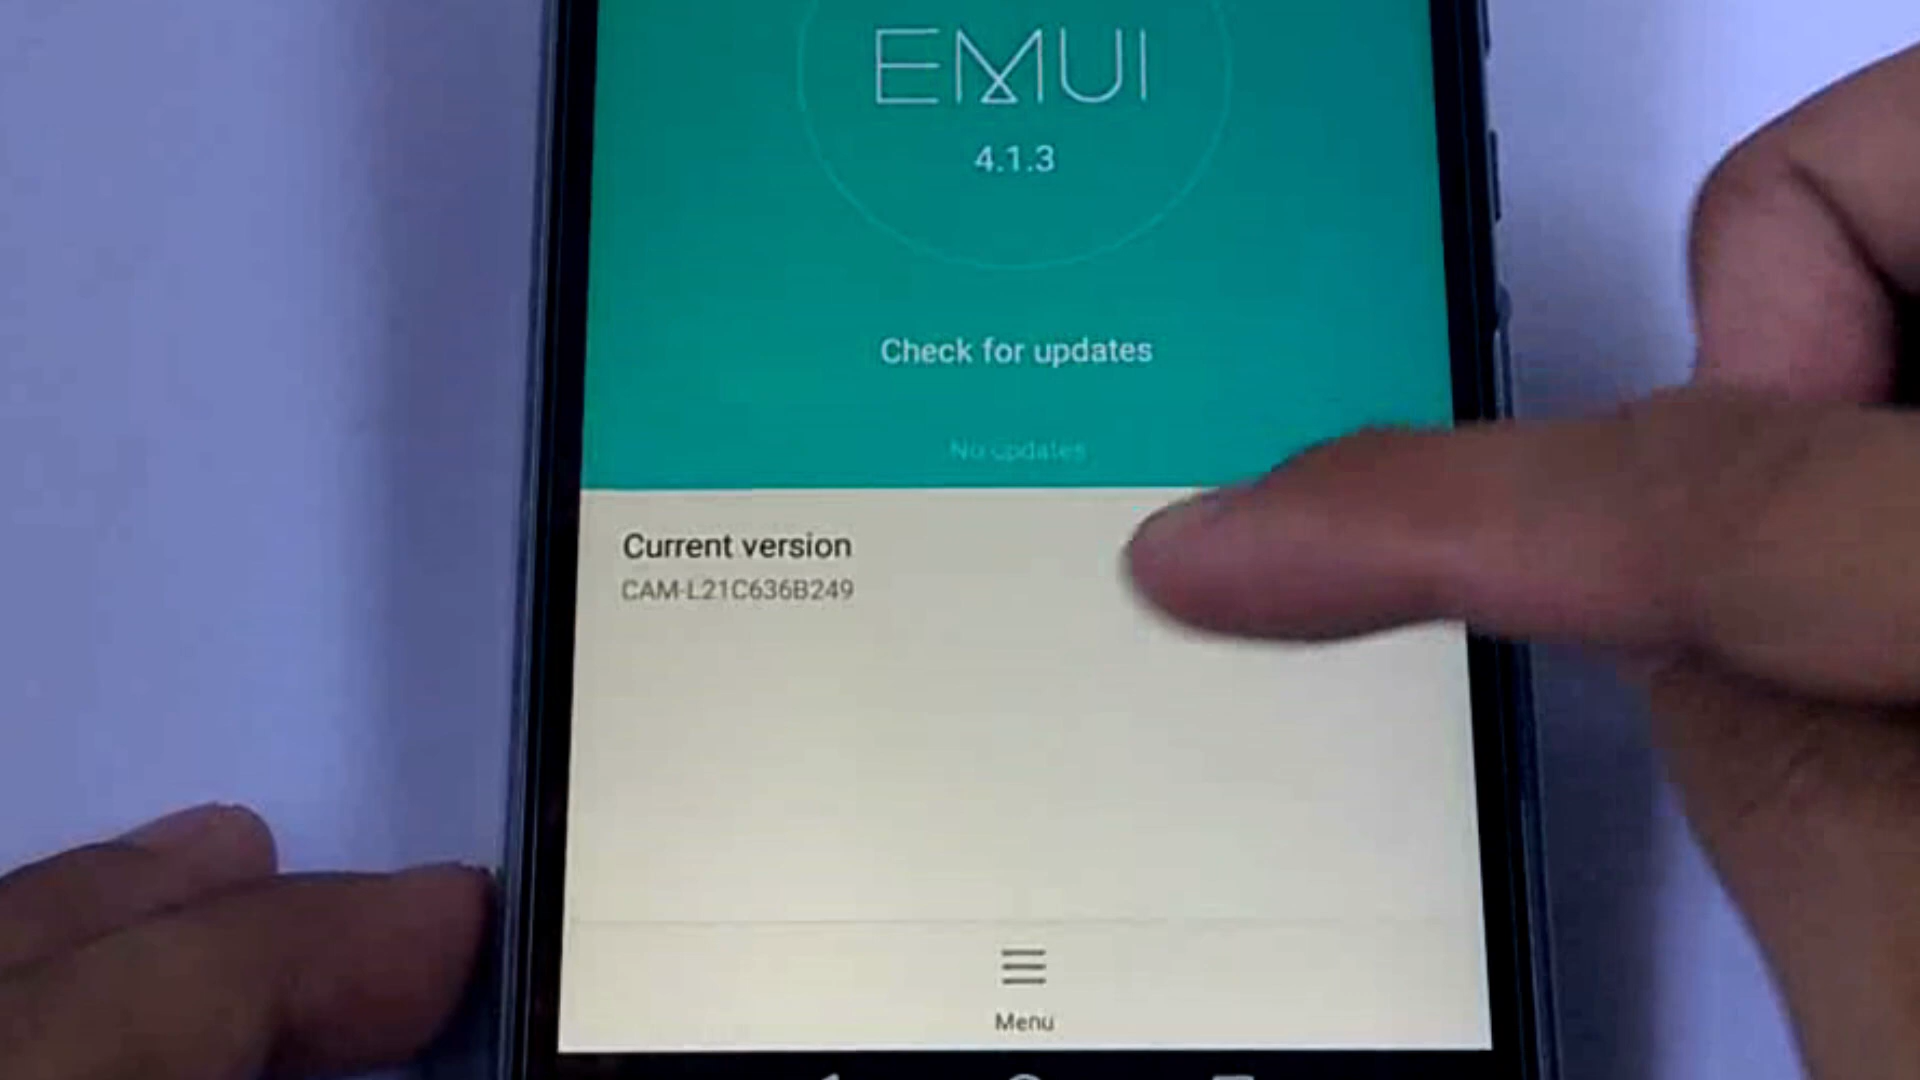 EMUI
4.1.3
Check for updates
No updates
Current version
CAM-L21C636B249
Menu